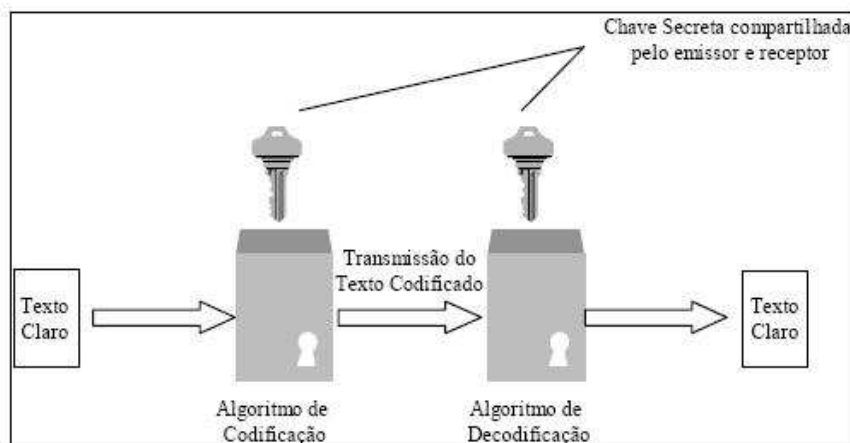 Chave Secreta compartilhada
pelo emissor e receptor
Transmissão do
Texto Codificado
Texto
Claro
Texto
Claro
Algoritmo de
Codificação
Algoritmo de
Decodificação